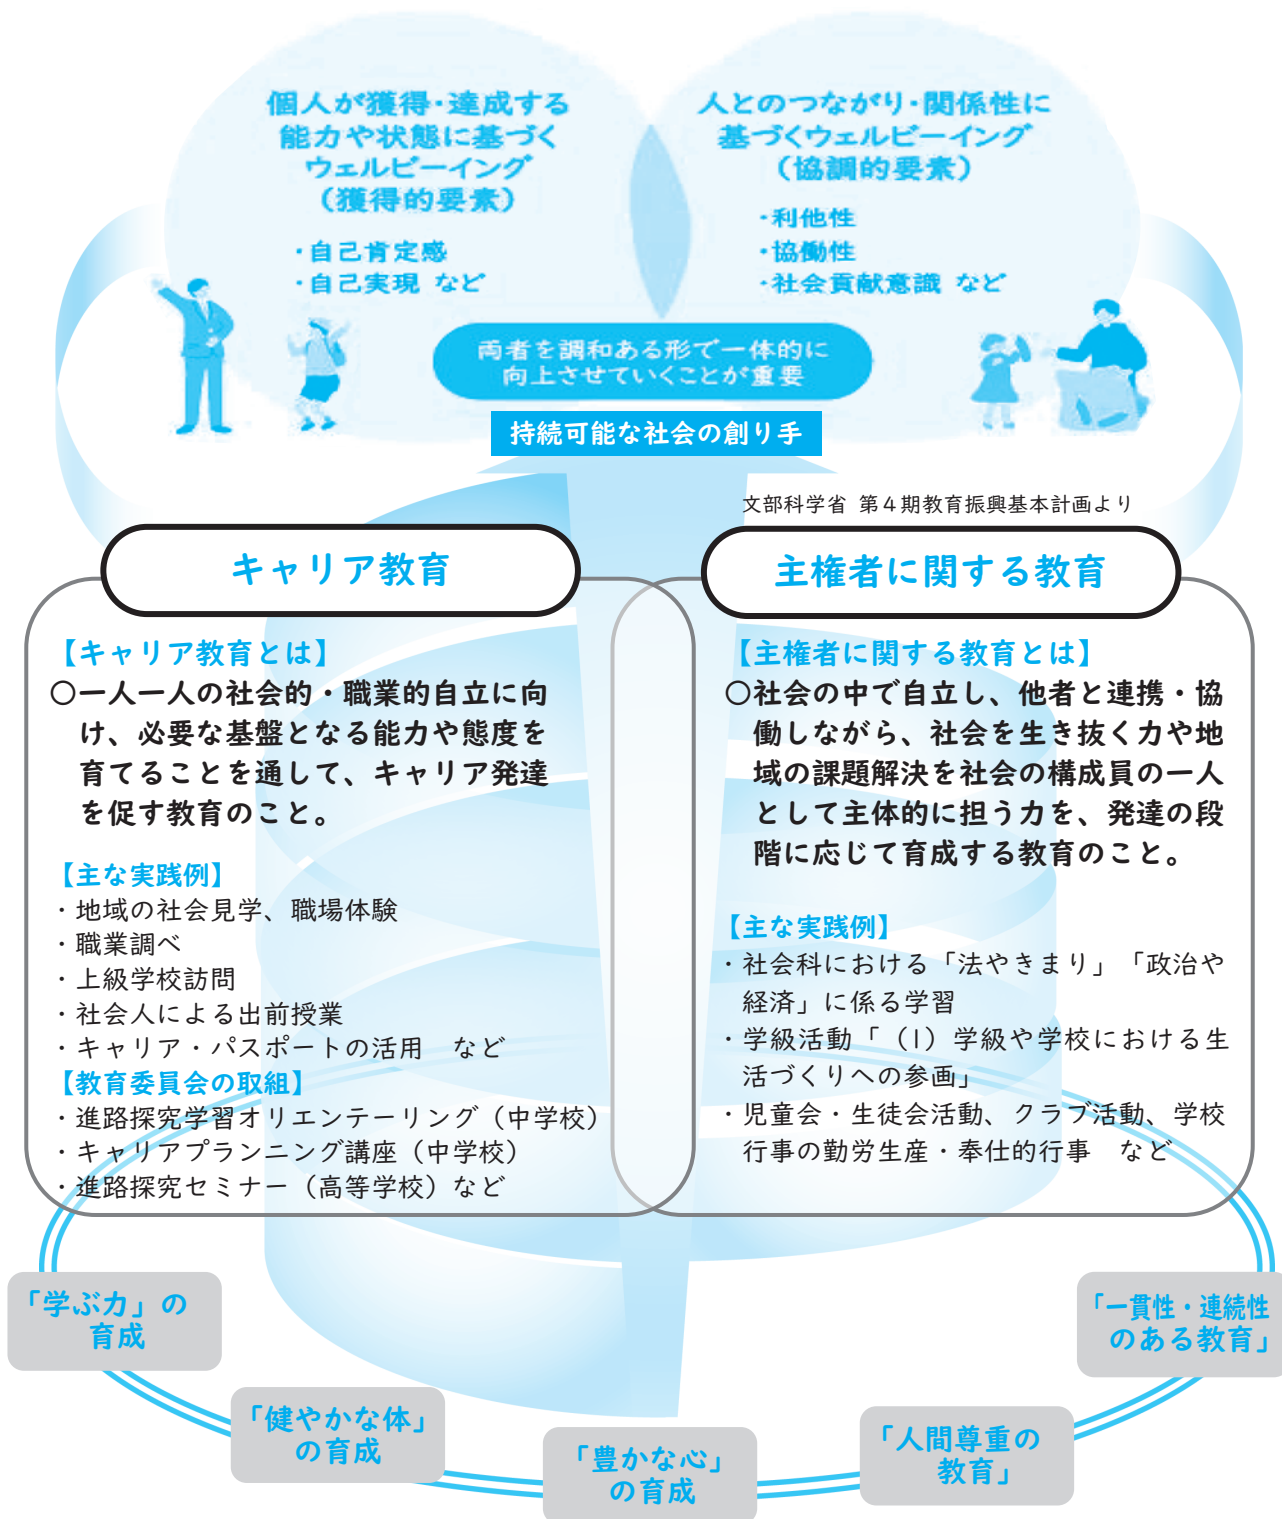 個人が獲得・達成する
能力や状態に基づく
ウェルビーイング
（獲得的要素）
・自己肯定感
・自己実現 など
人とのつながり・関係性に
基づくウェルビーイング
（協調的要素）
・利他性
・協働性
・社会貢献意識 など
両者を調和ある形で一体的に
向上させていくことが重要
持続可能な社会の創り手
文部科学省 第４期教育振興基本計画より
キャリア教育
【キャリア教育とは】
○一人一人の社会的・職業的自立に向
け、必要な基盤となる能力や態度を
育てることを通して、キャリア発達
を促す教育のこと。
【主な実践例】
・地域の社会見学、職場体験
・職業調べ
・上級学校訪問
・社会人による出前授業
・キャリア・パスポートの活用　など
【教育委員会の取組】
・進路探究学習オリエンテーリング（中学校）
・キャリアプランニング講座（中学校）
・進路探究セミナー（高等学校）など
主権者に関する教育
【主権者に関する教育とは】
○社会の中で自立し、他者と連携・協
働しながら、社会を生き抜く力や地
域の課題解決を社会の構成員の一人
として主体的に担う力を、発達の段
階に応じて育成する教育のこと。
【主な実践例】
・社会科における「法やきまり」「政治や
経済」に係る学習
・学級活動「（1）学級や学校における生
活づくりへの参画」
・児童会・生徒会活動、クラブ活動、学校
行事の勤労生産・奉仕的行事　など
「学ぶ力」の
育成
「健やかな体」
の育成
「豊かな心」
の育成
「人間尊重の
教育」
「一貫性・連続性
のある教育」